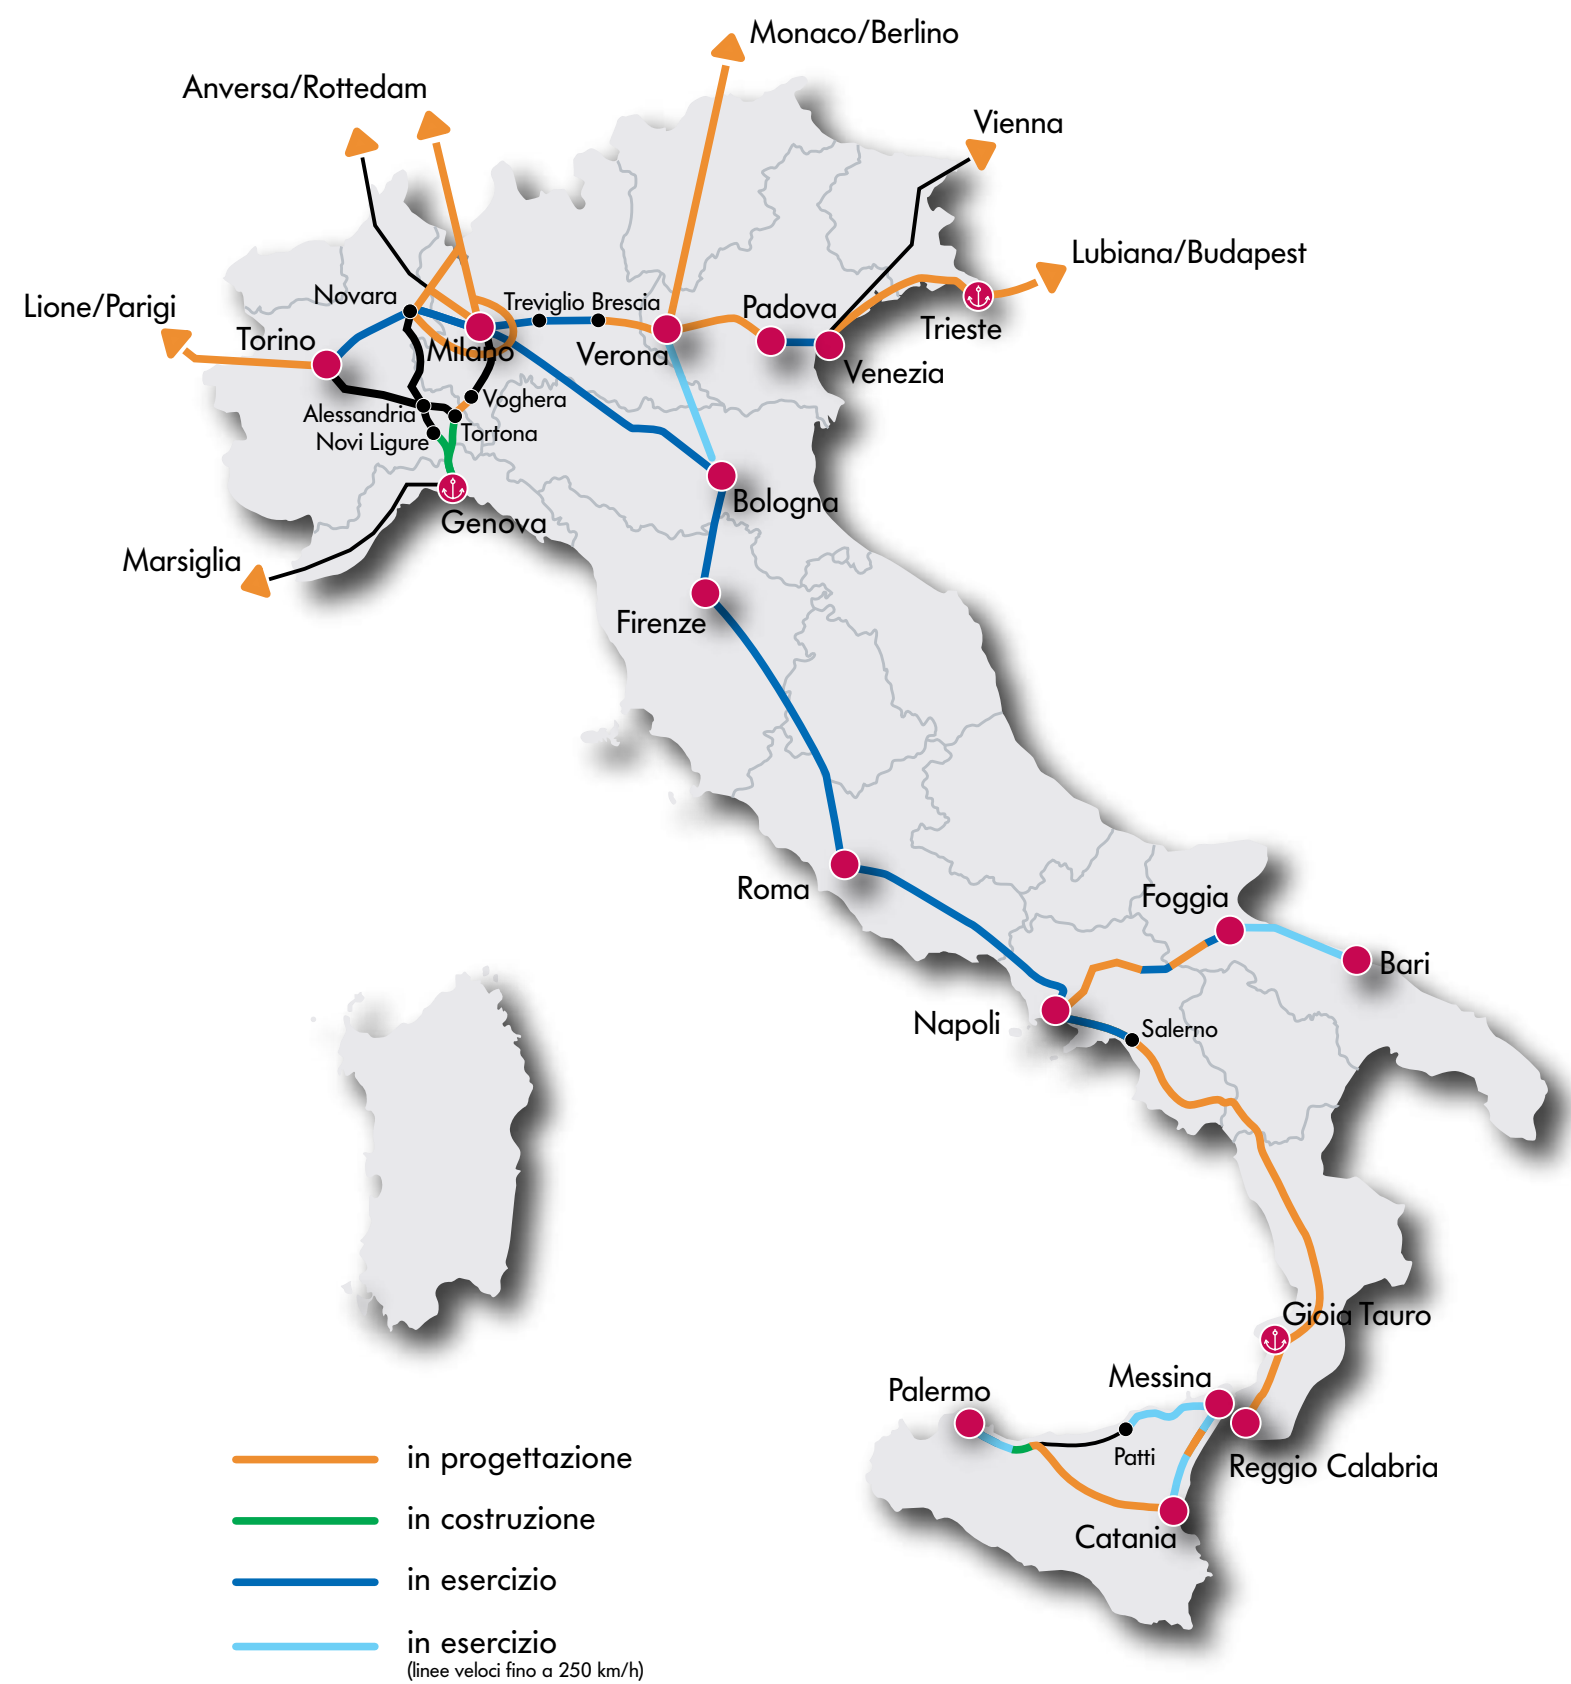 Monaco/Berlino
Anversa/Rottedam
Vienna
Lubiana/Budapest
Lione/Parigi
Novara
Treviglio Brescia
Padova
Torino
Milano
Verona
Trieste
Venezia
Voghera
Alessandria
Tortona
Novi Ligure
Bologna
Genova
Marsiglia
Firenze
Roma
Foggia
Bari
Napoli
Salerno
Gioia Tauro
Messina
Palermo
Patti
Reggio Calabria
Catania
in progettazione
in costruzione
in esercizio
in esercizio
(linee veloci fino a 250 km/h)